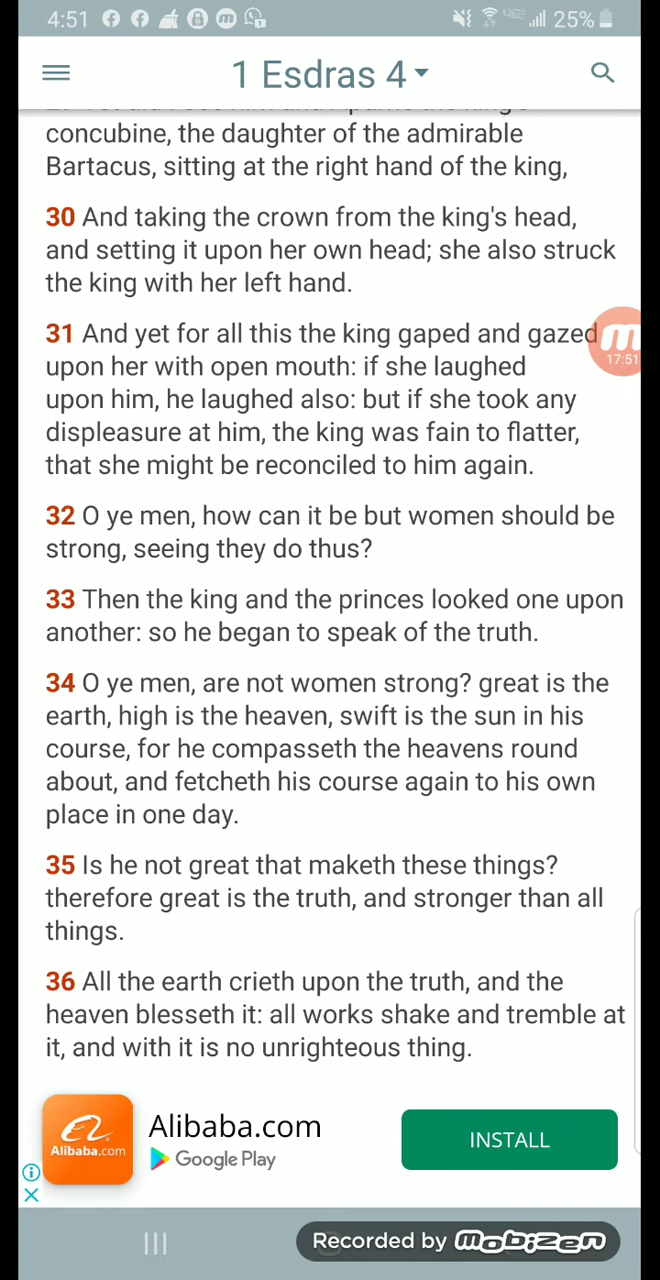 4:51
25%
1 Esdras 4
concubine, the daughter of the admirable
Bartacus, sitting at the right hand of the king,
30 And taking the crown from the king's head,
and setting it upon her own head; she also struck
the king with her left hand.
31 And yet for all this the king gaped and gazed
upon her with open mouth: if she laughed
upon him, he laughed also: but if she took any
displeasure at him, the king was fain to flatter,
that she might be reconciled to him again.
32 O ye men, how can it be but women should be
strong, seeing they do thus?
33 Then the king and the princes looked one upon
another: so he began to speak of the truth.
34 O ye men, are not women strong? great is the
earth, high is the heaven, swift is the sun in his
course, for he compasseth the heavens round
about, and fetcheth his course again to his own
place in one day.
35 Is he not great that maketh these things?
therefore great is the truth, and stronger than all
things.
36 All the earth crieth upon the truth, and the
heaven blesseth it: all works shake and tremble at
it, and with it is no unrighteous thing.
m
17:51
Alibaba.com
Alibaba.com
Google Play
INSTALL
Recorded by mobizen